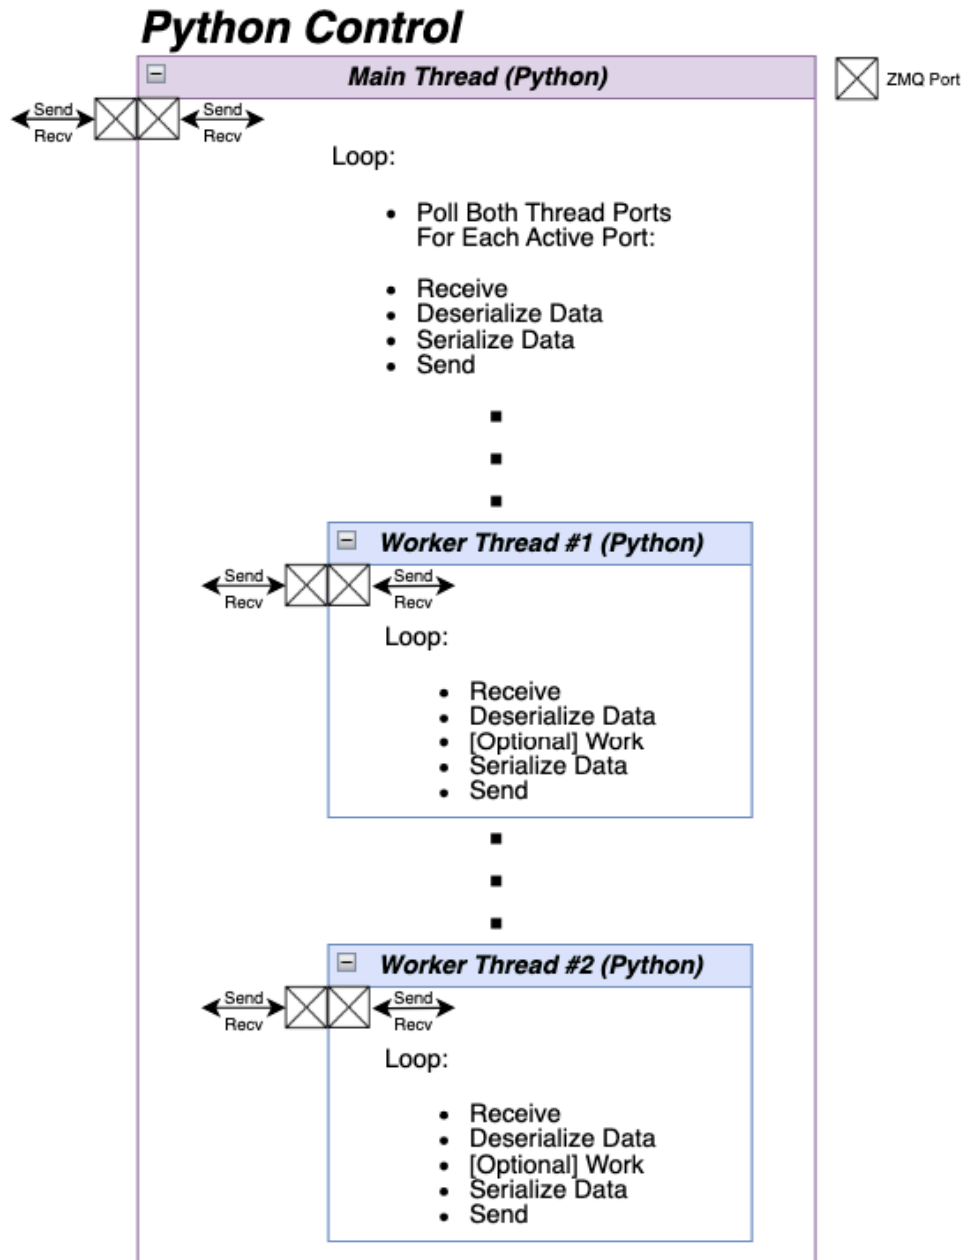 Python Control
Main Thread (Python)
ZMQ Port
Send
Recv
Send
Recv
Loop:
• Poll Both Thread Ports
For Each Active Port:
• Receive
• Deserialize Data
• Serialize Data
• Send
Worker Thread #1 (Python)
Send
Recv
Send
Recv
Loop:
• Receive
• Deserialize Data
• [Optional] Work
• Serialize Data
• Send
Worker Thread #2 (Python)
Send
Recv
Send
Recv
Loop:
• Receive
• Deserialize Data
• [Optional] Work
• Serialize Data
• Send